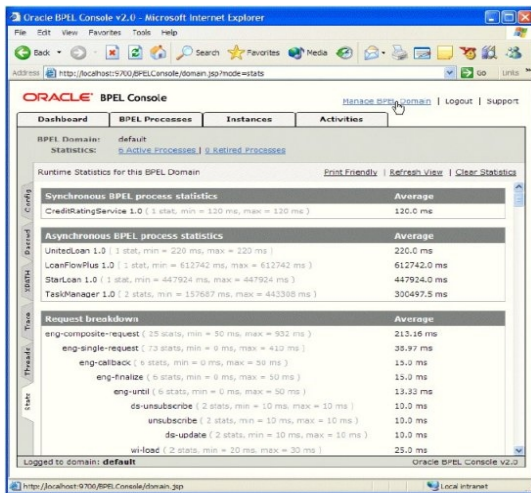 Oracle BPEL Console v2.0 - Microsoft Internet Explorer
File Edit View Favorites Tools Help
Back Search Favorites Media
Address http://localhost:9700/BPELConsole/domain.jsp?mode=stats Go Links
ORACLE BPEL Console
Manage BPEL Domain | Logout | Support
Dashboard BPEL Processes Instances Activities
BPEL Domain: default
Statistics: 6 Active Processes | 0 Retired Processes
Runtime Statistics for this BPEL Domain Print Friendly | Refresh View | Clear Statistics
Config
Passwd
XPATH
Trace
Threads
Stats
Synchronous BPEL process statistics Average
CreditRatingService 1.0 ( 1 stat, min = 120 ms, max = 120 ms ) 120.0 ms
Asynchronous BPEL process statistics Average
UnitedLoan 1.0 ( 1 stat, min = 220 ms, max = 220 ms ) 220.0 ms
LoanFlowPlus 1.0 ( 1 stat, min = 612742 ms, max = 612742 ms ) 612742.0 ms
StarLoan 1.0 ( 1 stat, min = 447924 ms, max = 447924 ms ) 447924.0 ms
TaskManager 1.0 ( 2 stats, min = 157687 ms, max = 443308 ms ) 300497.5 ms
Request breakdown Average
eng-composite-request ( 25 stats, min = 50 ms, max = 932 ms ) 213.16 ms
eng-single-request ( 73 stats, min = 0 ms, max = 410 ms ) 38.97 ms
eng-callback ( 6 stats, min = 0 ms, max = 50 ms ) 15.0 ms
eng-finalize ( 6 stats, min = 0 ms, max = 50 ms ) 15.0 ms
eng-until ( 6 stats, min = 0 ms, max = 50 ms ) 13.33 ms
ds-unsubscribe ( 2 stats, min = 10 ms, max = 10 ms ) 10.0 ms
unsubscribe ( 2 stats, min = 10 ms, max = 10 ms ) 10.0 ms
ds-update ( 2 stats, min = 10 ms, max = 10 ms ) 10.0 ms
wi-load ( 2 stats, min = 20 ms, max = 30 ms ) 25.0 ms
Logged to domain: default Oracle BPEL Console v2.0
http://localhost:9700/BPELConsole/domain.jsp Local intranet